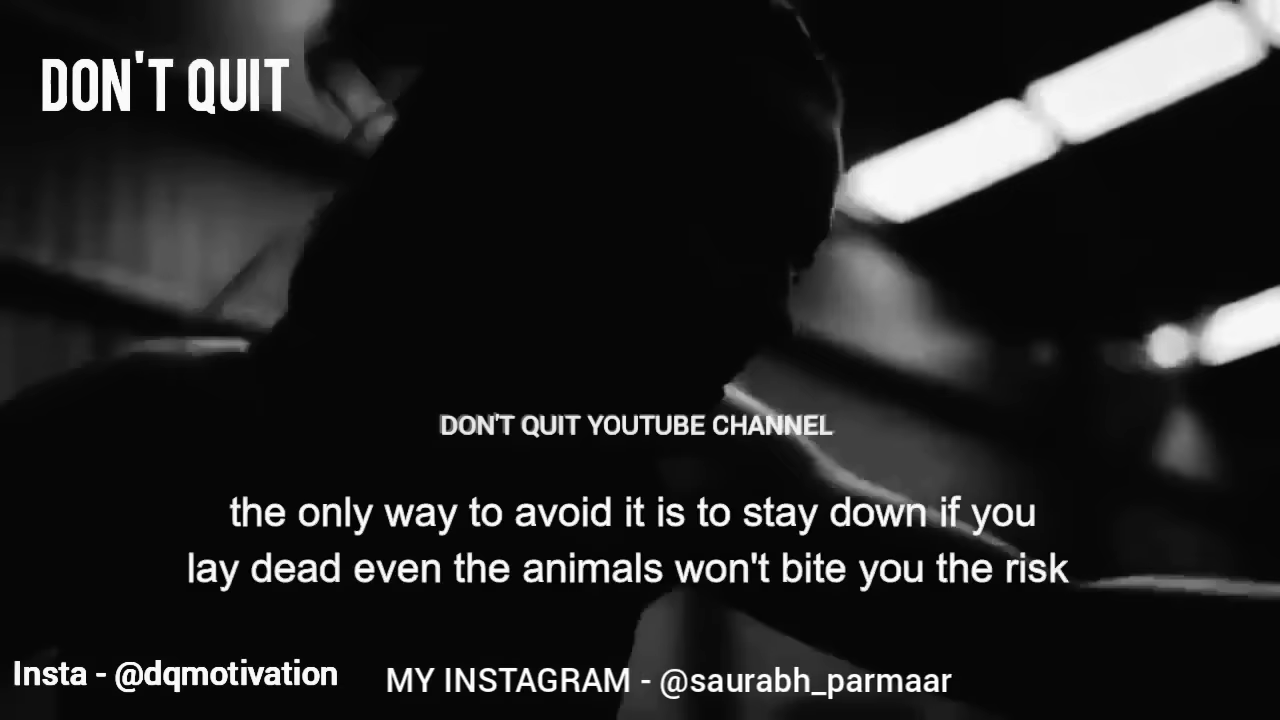 DON'T QUIT
DON'T QUIT YOUTUBE CHANNEL
the only way to avoid it is to stay down if you
lay dead even the animals won't bite you the risk
Insta - @dqmotivation
MY INSTAGRAM - @saurabh_parmaar